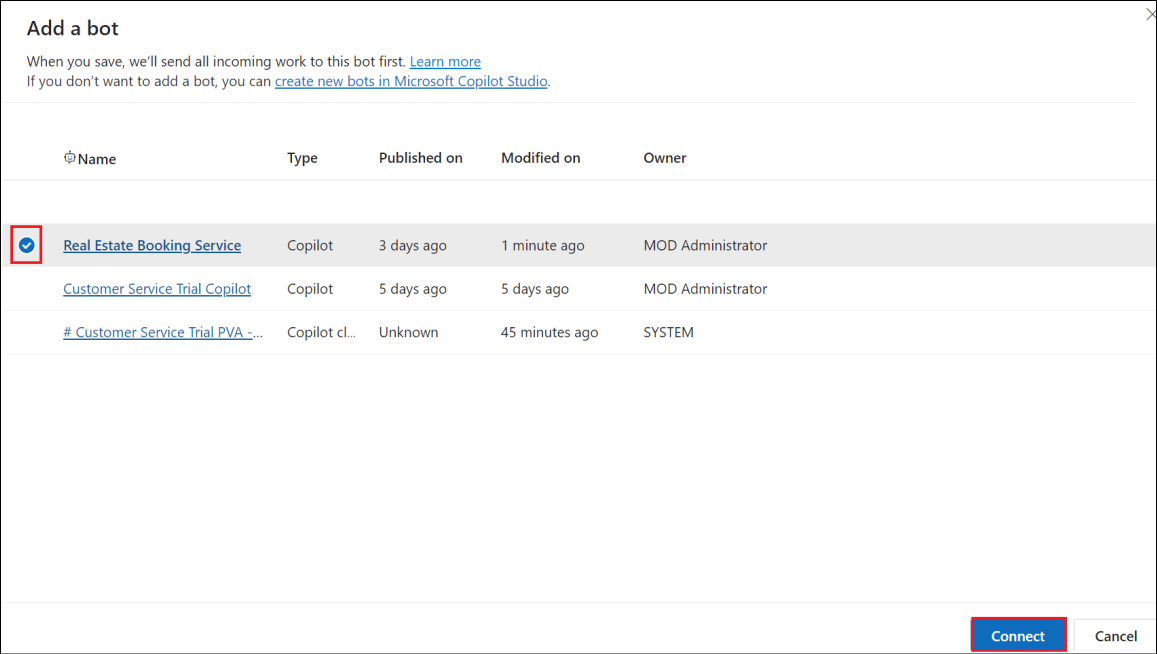 Add a bot
When you save, we'll send all incoming work to this bot first. Learn more
If you don't want to add a bot, you can create new bots in Microsoft Copilot Studio.
Name Type Published on Modified on Owner
Real Estate Booking Service Copilot 3 days ago 1 minute ago MOD Administrator
Customer Service Trial Copilot Copilot 5 days ago 5 days ago MOD Administrator
# Customer Service Trial PVA -... Copilot cl... Unknown 45 minutes ago SYSTEM
Connect Cancel